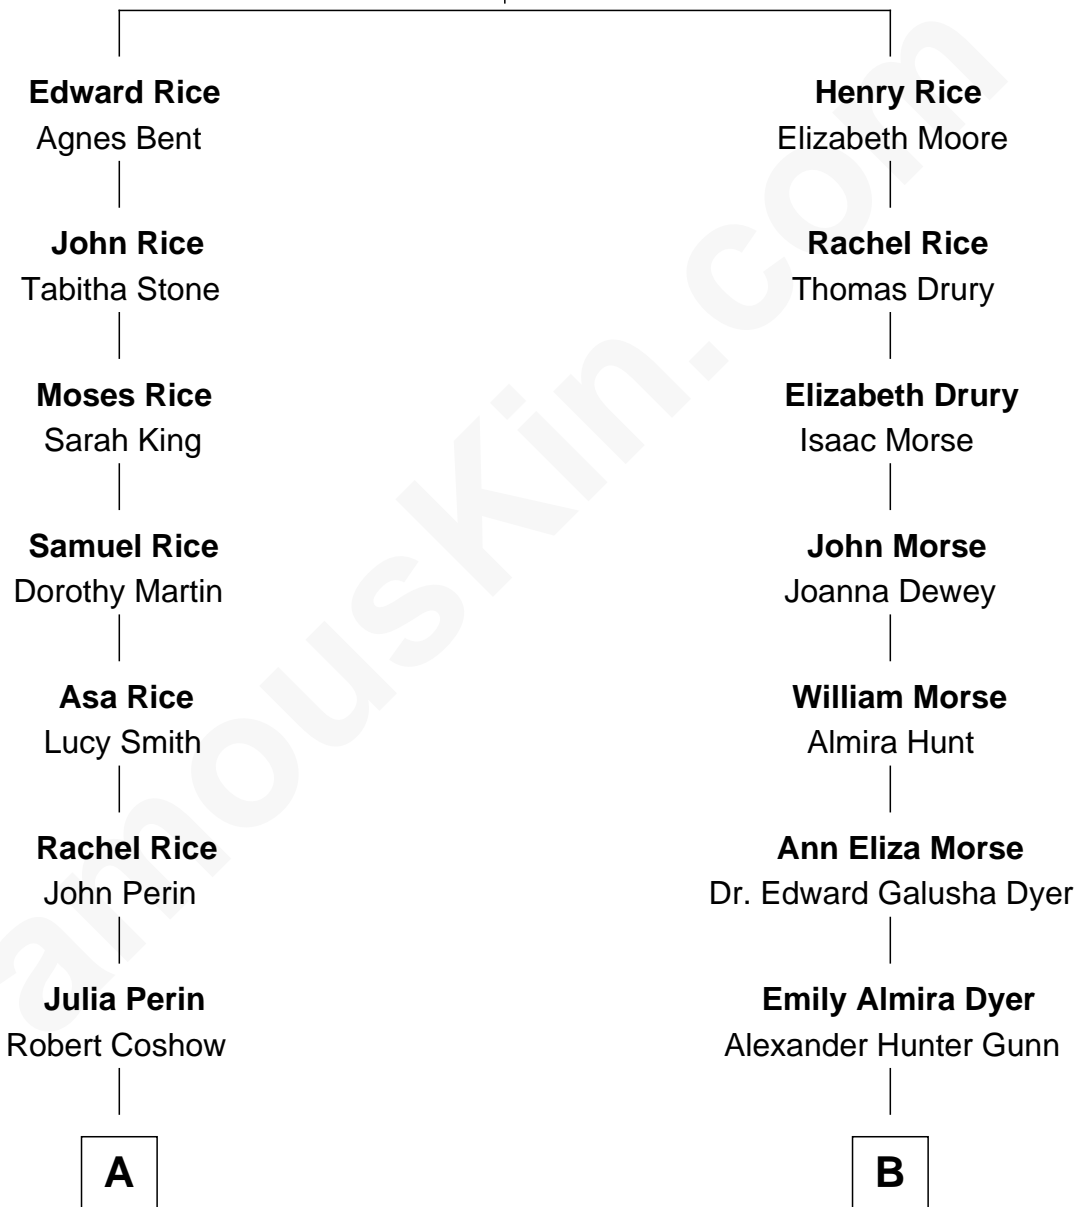 Edward Rice
Agnes Bent
John Rice
Tabitha Stone
Moses Rice
Sarah King
Samuel Rice
Dorothy Martin
Asa Rice
Lucy Smith
Rachel Rice
John Perin
Julia Perin
Robert Coshow
A
Henry Rice
Elizabeth Moore
Rachel Rice
Thomas Drury
Elizabeth Drury
Isaac Morse
John Morse
Joanna Dewey
William Morse
Almira Hunt
Ann Eliza Morse
Dr. Edward Galusha Dyer
Emily Almira Dyer
Alexander Hunter Gunn
B
amouskin.com